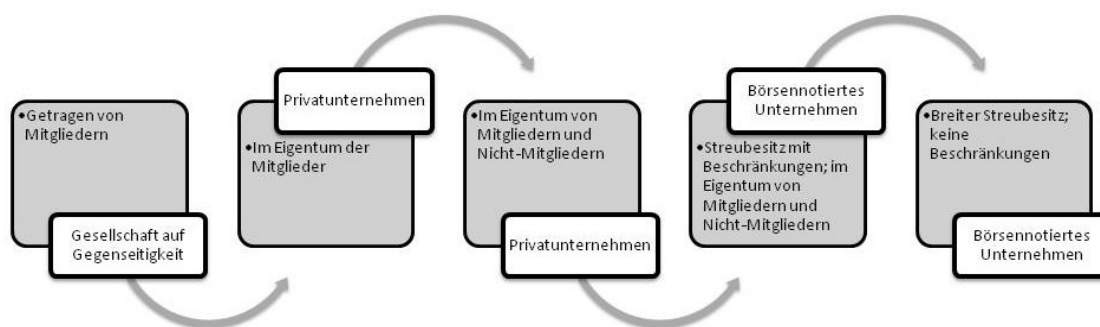 •Getragen von
Mitgliedern
Gesellschaft auf
Gegenseitigkeit
Privatunternehmen
•Im Eigentum der
Mitglieder
•Im Eigentum von
Mitgliedern und
Nicht-Mitgliedern
Privatunternehmen
Börsennotiertes
Unternehmen
•Streubesitz mit
Beschränkungen; im
Eigentum von
Mitgliedern und
Nicht-Mitgliedern
•Breiter Streubesitz;
keine
Beschränkungen
Börsennotiertes
Unternehmen